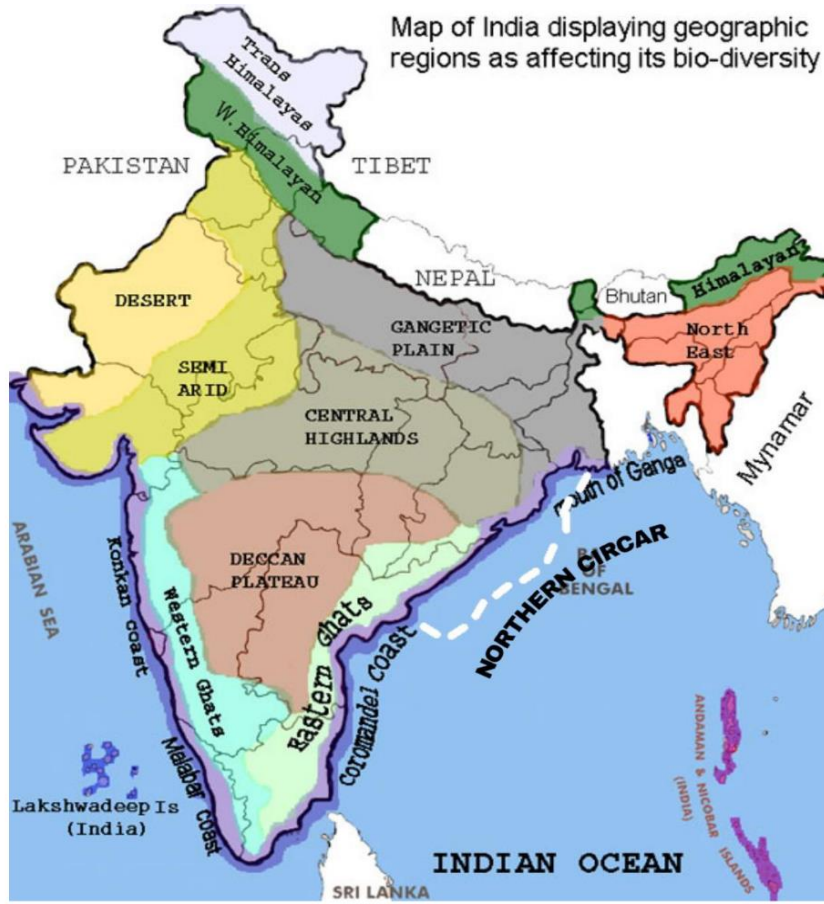 Map of India displaying geographic
regions as affecting its bio-diversity
Trans
Himalayas
W.Himalayan
PAKISTAN
TIBET
NEPAL
Bhutan
Himalayan
DESERT
GANGETIC
PLAIN
North
East
SEMI
ARID
CENTRAL
HIGHLANDS
Mynamar
Mouth of Ganga
ARABIAN SEA
Konkan coast
DECCAN
PLATEAU
NORTHERN CIRCAR
OF
BENGAL
Western Ghats
Eastern Ghats
Coromandel Coast
Malabar coast
Lakshwadeep Is
(India)
ANDAMAN & NICOBAR ISLANDS
(INDIA)
INDIAN OCEAN
SRI LANKA